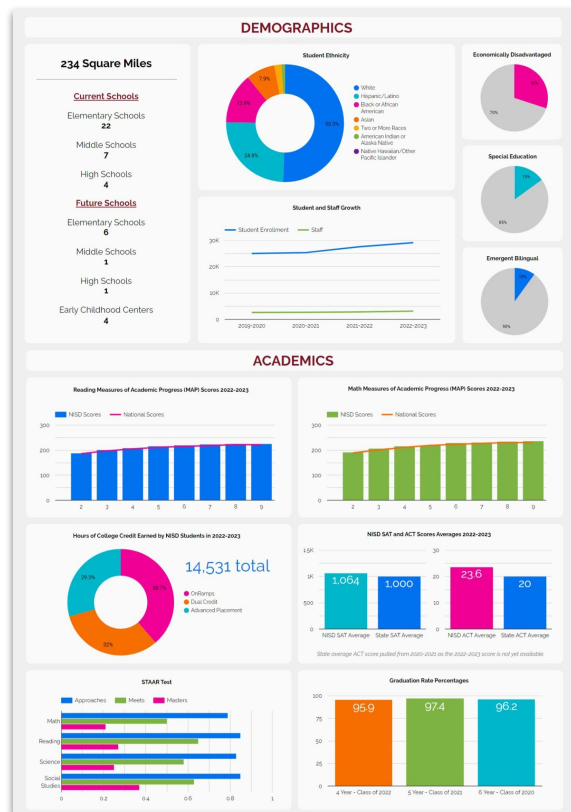 DEMOGRAPHICS
234 Square Miles
Current Schools
Elementary Schools
22
Middle Schools
7
High Schools
4
Future Schools
Elementary Schools
6
Middle Schools
1
High Schools
1
Early Childhood Centers
4
Student Ethnicity
7.9%
24.8%
White
Hispanic/Latino
Black or African
American
Asian
Two or More Races
American Indian or
Alaska Native
Native Hawaiian/Other
Pacific Islander
Student and Staff Growth
Student Enrollment
Staff
30K
20K
10K
0
2019-2020
2020-2021
2021-2022
2022-2023
Economically Disadvantaged
70%
Special Education
15%
85%
Emergent Bilingual
90%
ACADEMICS
Reading Measures of Academic Progress (MAP) Scores 2022-2023
NISD Scores
National Scores
300
200
100
0
2 3 4 5 6 7 8 9
Math Measures of Academic Progress (MAP) Scores 2022-2023
NISD Scores
National Scores
300
200
100
0
2 3 4 5 6 7 8 9
Hours of College Credit Earned by NISD Students in 2022-2023
29.3%
38.7%
32%
14,531 total
OnRamps
Dual Credit
Advanced Placement
NISD SAT and ACT Scores Averages 2022-2023
1.5K
1K
500
0
1,064
1,000
NISD SAT Average
State SAT Average
30
20
10
0
23.6
20
NISD ACT Average
State ACT Average
State average ACT score pulled from 2020-2021 as the 2022-2023 score is not yet available
STAAR Test
Approaches
Meets
Masters
Math
Reading
Science
Social
Studies
0 0.2 0.4 0.6 0.8 1
Graduation Rate Percentages
100
75
50
25
0
95.9
97.4
96.2
4 Year - Class of 2022
5 Year - Class of 2021
6 Year - Class of 2020